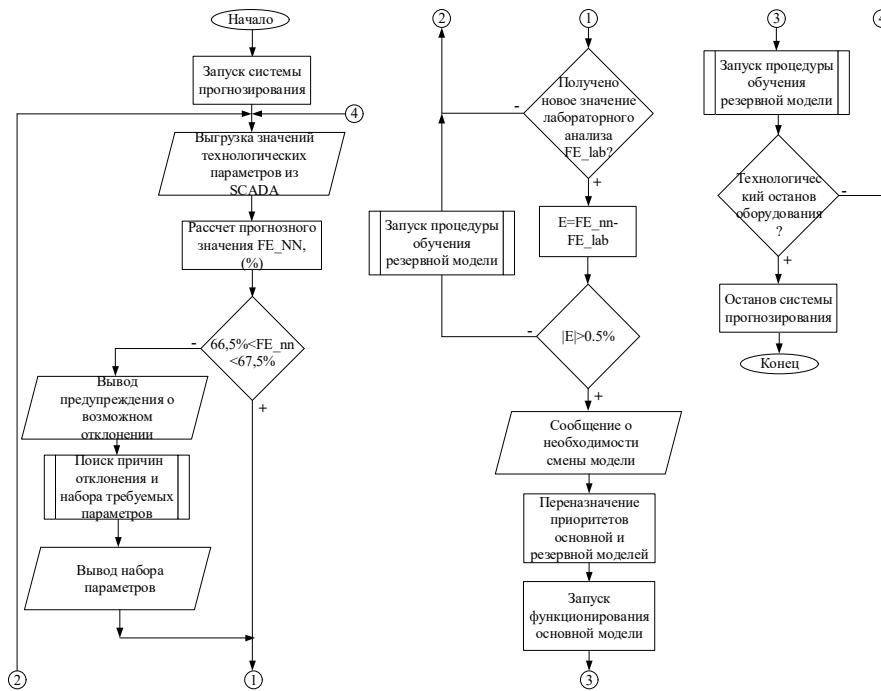 Начало
Запуск системы
прогнозирования
4
Выгрузка значений
технологических
параметров из
SCADA
Рассчет прогнозного
значения FE_NN,
(%)
66,5%<FE_nn
<67,5%
-
+
Вывод
предупреждения о
возможном
отклонении
Поиск причин
отклонения и
набора требуемых
параметров
Вывод набора
параметров
2
1
2
1
Получено
новое значение
лабораторного
анализа
FE_lab?
-
+
Запуск процедуры
обучения
резервной модели
E=FE_nn-
FE_lab
|E|>0.5%
-
+
Сообщение о
необходимости
смены модели
Переназначение
приоритетов
основной и
резервной моделей
Запуск
функционирования
основной модели
3
3
4
Запуск процедуры
обучения
резервной модели
Технологичес
кий останов
оборудования
?
-
+
Останов системы
прогнозирования
Конец